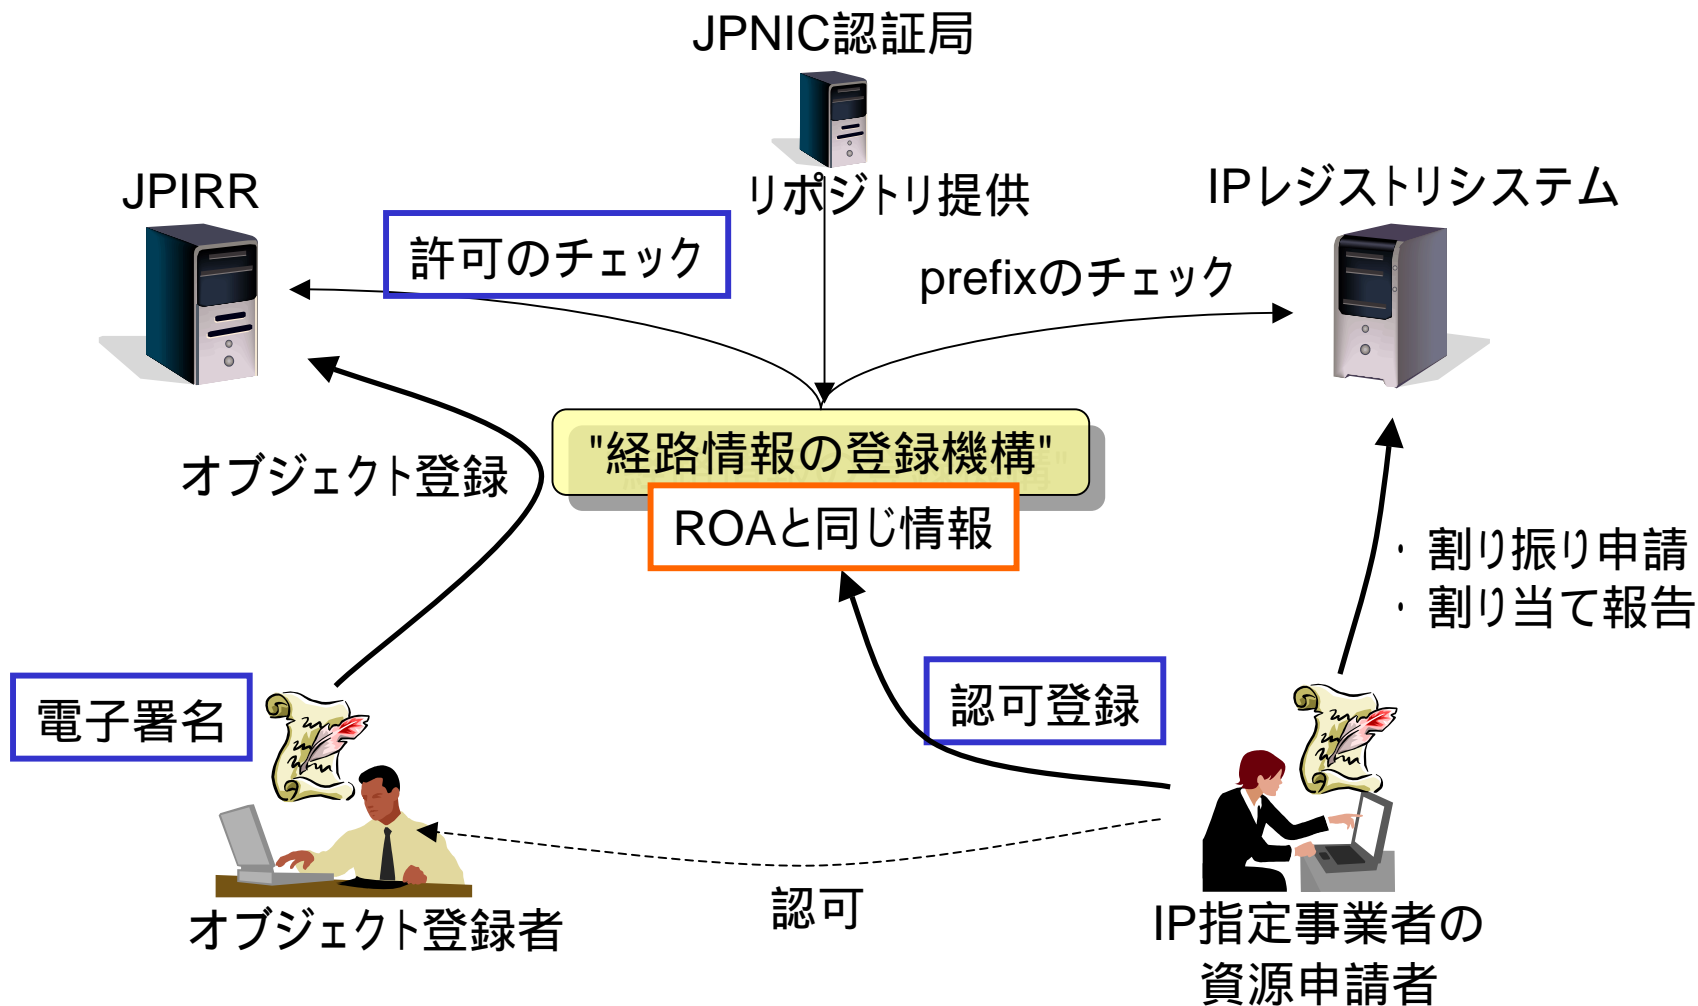 JPNIC認証局
リポジトリ提供
JPIRR
IPレジストリシステム
許可のチェック
prefixのチェック
"経路情報の登録機構"
オブジェクト登録
ROAと同じ情報
・割り振り申請
・割り当て報告
電子署名
認可登録
認可
オブジェクト登録者
IP指定事業者の
資源申請者